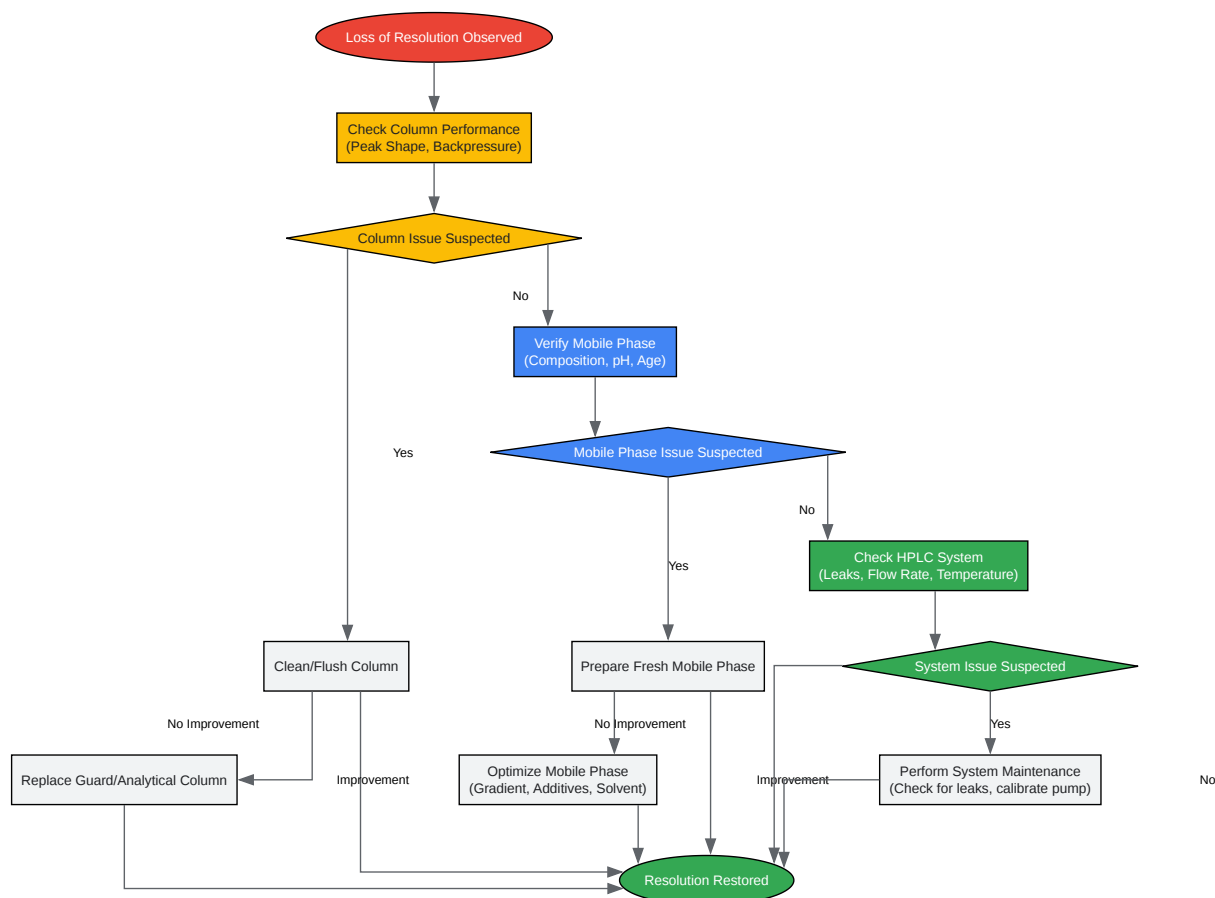 Loss of Resolution Observed
Check Column Performance
(Peak Shape, Backpressure)
Column Issue Suspected
No
Verify Mobile Phase
(Composition, pH, Age)
Yes
Mobile Phase Issue Suspected
No
Check HPLC System
(Leaks, Flow Rate, Temperature)
Yes
Clean/Flush Column
Prepare Fresh Mobile Phase
System Issue Suspected
No Improvement
No Improvement
Yes
Replace Guard/Analytical Column
Improvement
Optimize Mobile Phase
(Gradient, Additives, Solvent)
Improvement
Perform System Maintenance
(Check for leaks, calibrate pump)
No
Resolution Restored